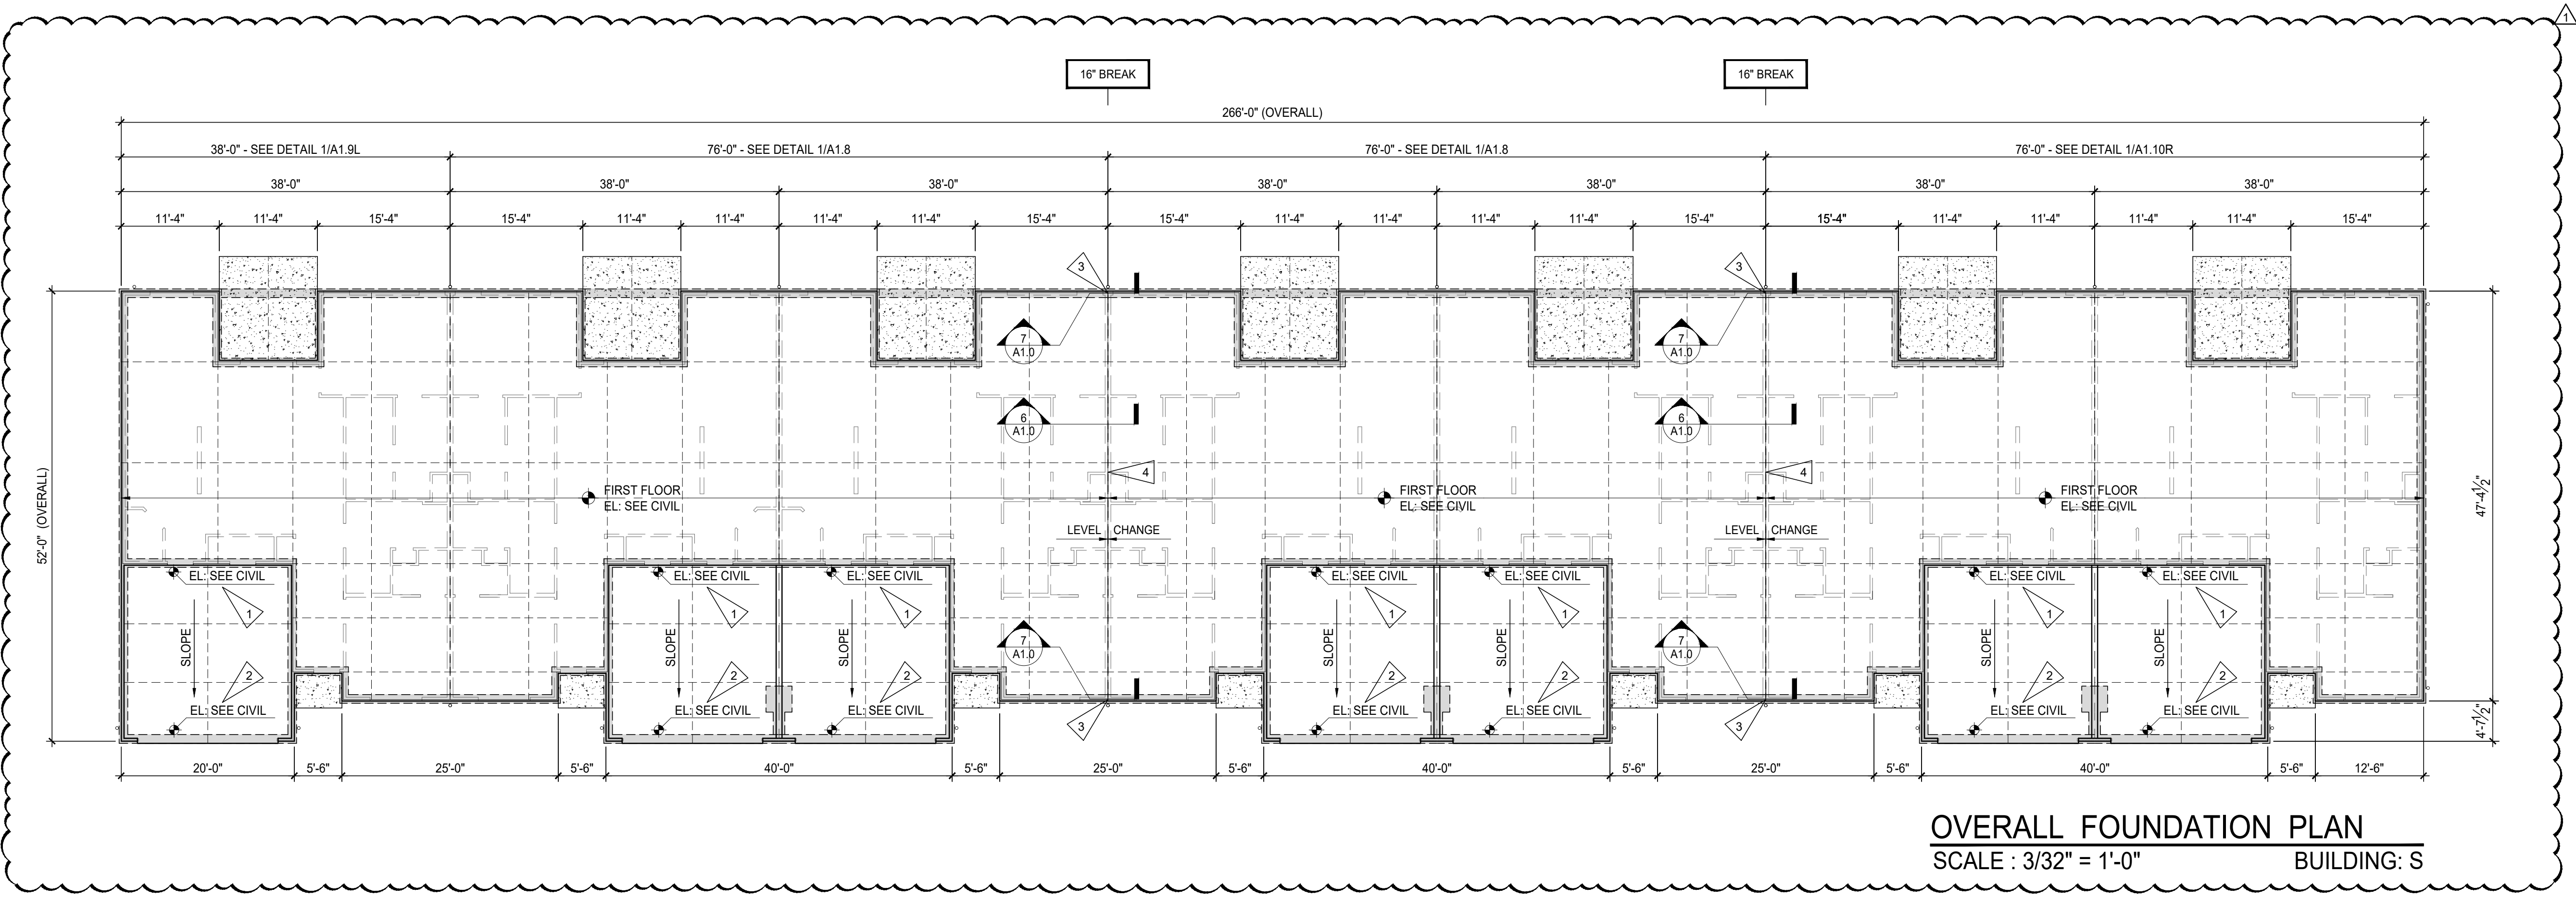 1
16" BREAK
16" BREAK
266'-0" (OVERALL)
38'-0" - SEE DETAIL 1/A1.9L
76'-0" - SEE DETAIL 1/A1.8
76'-0" - SEE DETAIL 1/A1.8
76'-0" - SEE DETAIL 1/A1.10R
38'-0"
38'-0"
38'-0"
38'-0"
38'-0"
38'-0"
38'-0"
11'-4"
11'-4"
15'-4"
15'-4"
11'-4"
11'-4"
11'-4"
11'-4"
15'-4"
15'-4"
11'-4"
11'-4"
11'-4"
11'-4"
15'-4"
15'-4"
11'-4"
11'-4"
11'-4"
11'-4"
15'-4"
3
3
7
A1.0
7
A1.0
6
A1.0
6
A1.0
4
4
52'-0" (OVERALL)
FIRST FLOOR
EL: SEE CIVIL
FIRST FLOOR
EL: SEE CIVIL
FIRST FLOOR
EL: SEE CIVIL
47'-4½"
LEVEL CHANGE
LEVEL CHANGE
EL: SEE CIVIL
EL: SEE CIVIL
EL: SEE CIVIL
EL: SEE CIVIL
EL: SEE CIVIL
EL: SEE CIVIL
EL: SEE CIVIL
1
1
1
1
1
1
1
SLOPE
SLOPE
SLOPE
SLOPE
SLOPE
SLOPE
SLOPE
7
A1.0
7
A1.0
2
2
2
2
2
2
2
EL: SEE CIVIL
EL: SEE CIVIL
EL: SEE CIVIL
EL: SEE CIVIL
EL: SEE CIVIL
EL: SEE CIVIL
EL: SEE CIVIL
3
3
4'-7½"
20'-0"
5'-6"
25'-0"
5'-6"
40'-0"
5'-6"
25'-0"
5'-6"
40'-0"
5'-6"
25'-0"
5'-6"
40'-0"
5'-6"
12'-6"
OVERALL FOUNDATION PLAN
SCALE : 3/32" = 1'-0"
BUILDING: S